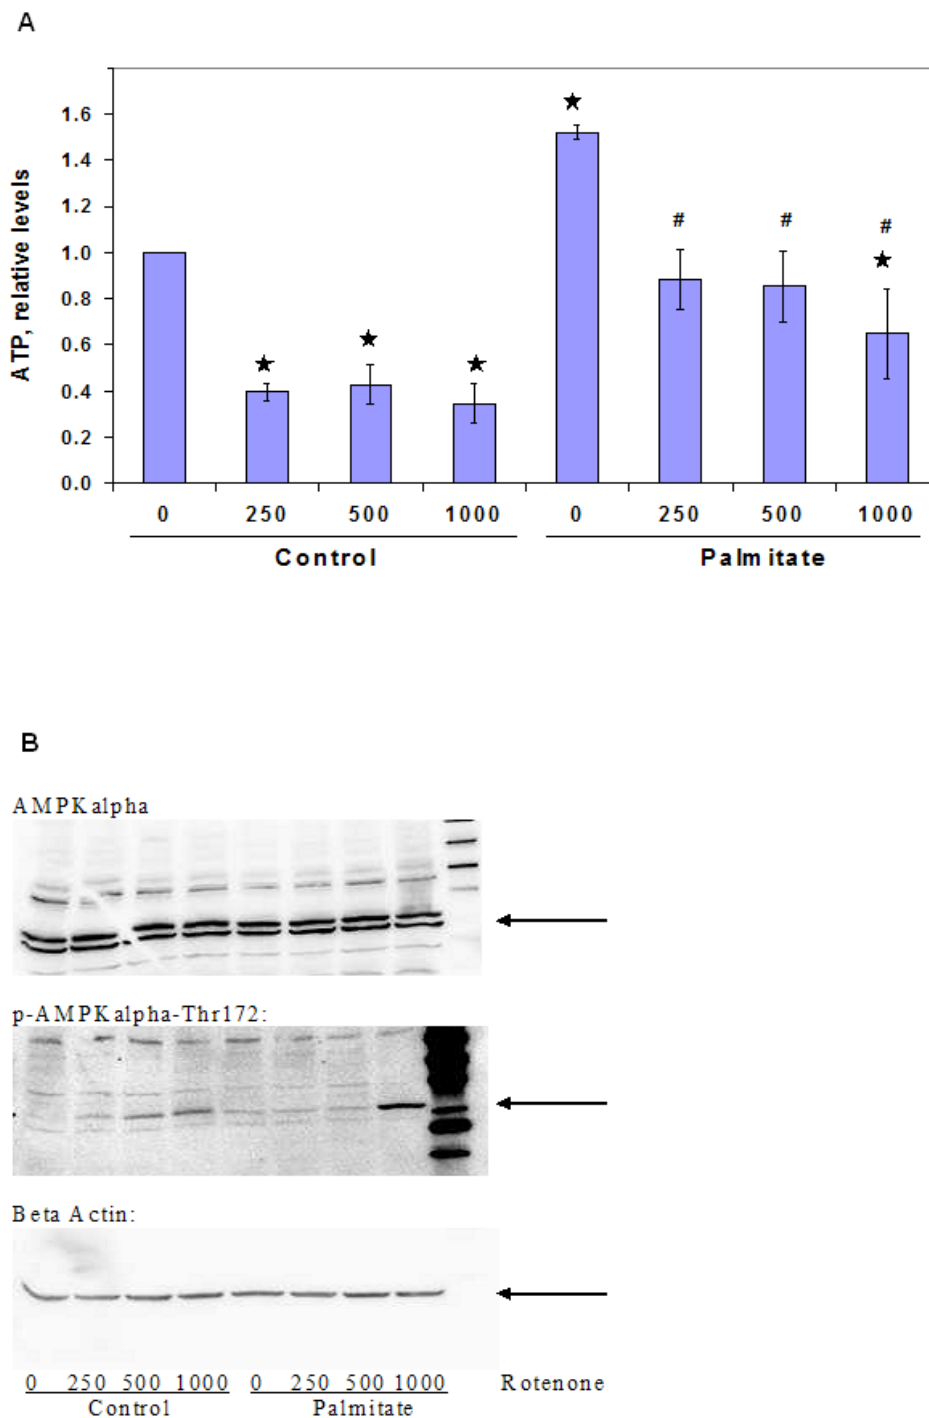 A
ATP, relative levels
1.6
1.4
1.2
1.0
0.8
0.6
0.4
0.2
0.0
# # #
0 250 500 1000 0 250 500 1000
Control Palmitate
B
AMPKalpha
p-AMPKalpha-Thr172:
Beta Actin:
0 250 500 1000 0 250 500 1000 Rotenone
Control Palmitate